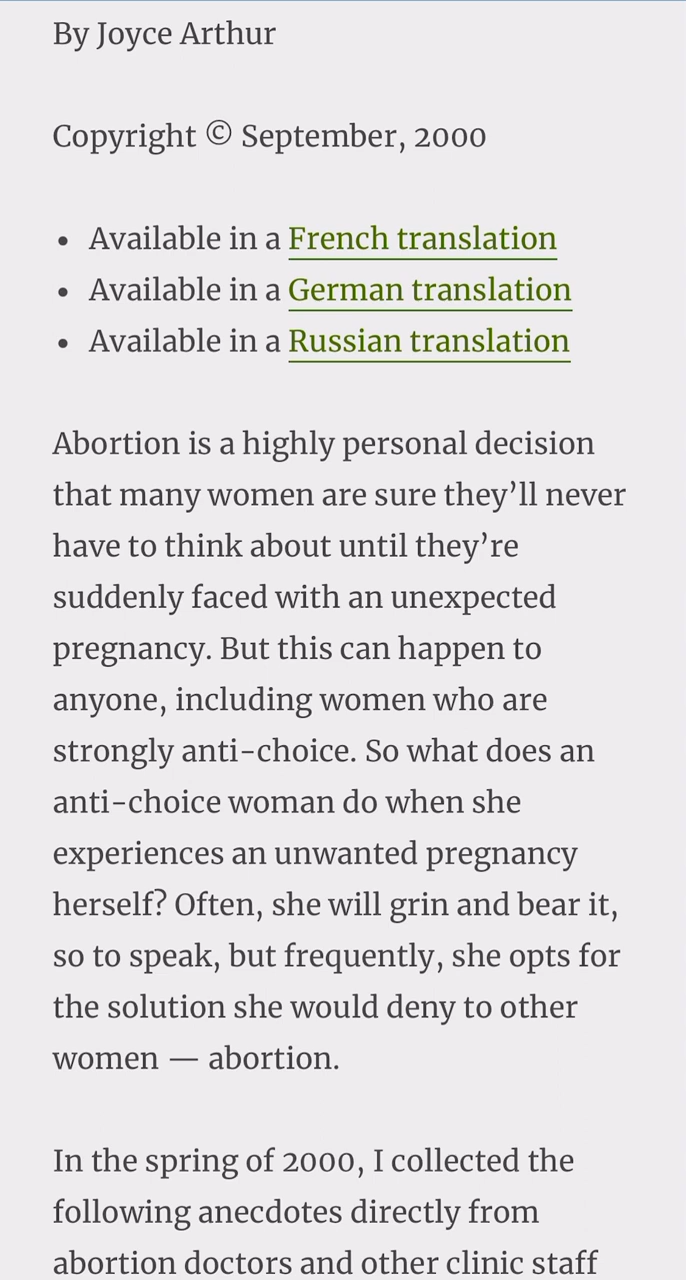 By Joyce Arthur
Copyright © September, 2000
• Available in a French translation
• Available in a German translation
• Available in a Russian translation
Abortion is a highly personal decision
that many women are sure they’ll never
have to think about until they’re
suddenly faced with an unexpected
pregnancy. But this can happen to
anyone, including women who are
strongly anti-choice. So what does an
anti-choice woman do when she
experiences an unwanted pregnancy
herself? Often, she will grin and bear it,
so to speak, but frequently, she opts for
the solution she would deny to other
women — abortion.
In the spring of 2000, I collected the
following anecdotes directly from
abortion doctors and other clinic staff